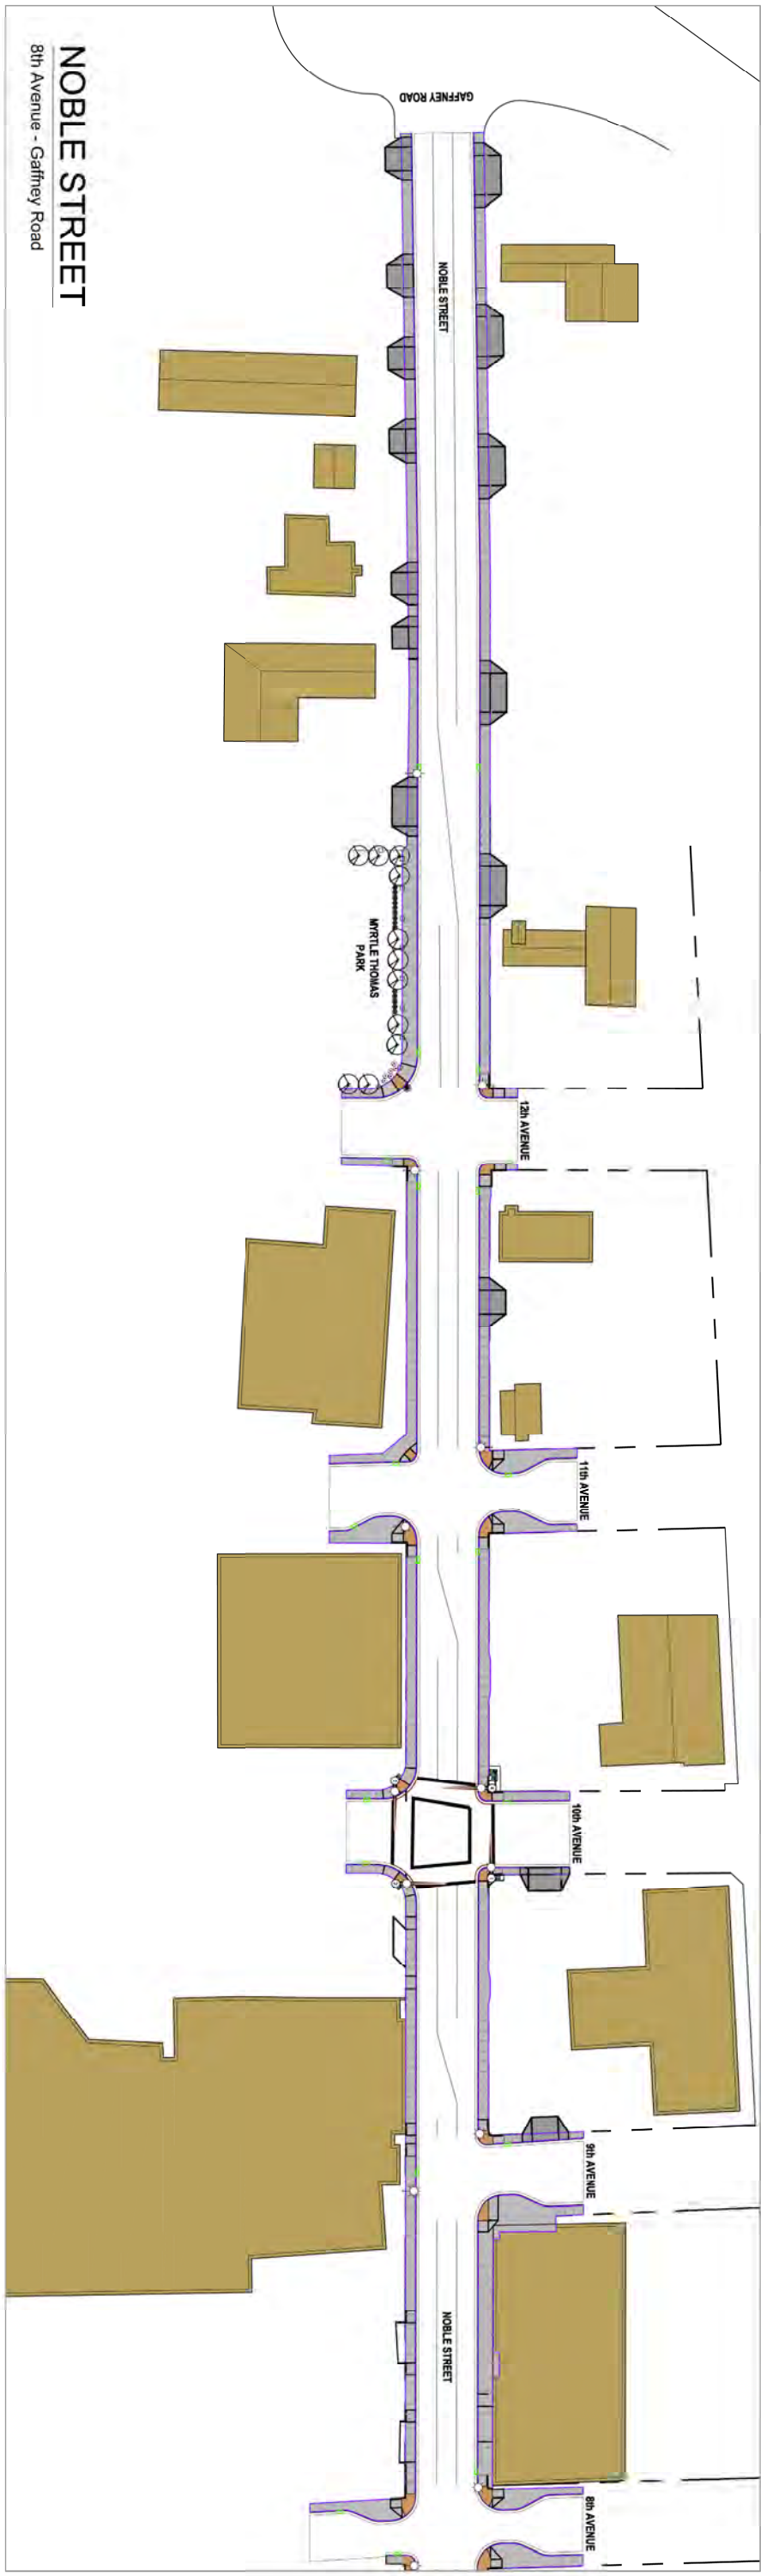 NOBLE STREET
8th Avenue - Gaffney Road
GAFFNEY ROAD
NOBLE STREET
MYRTLE THOMAS
PARK
12th AVENUE
11th AVENUE
10th AVENUE
9th AVENUE
NOBLE STREET
8th AVENUE